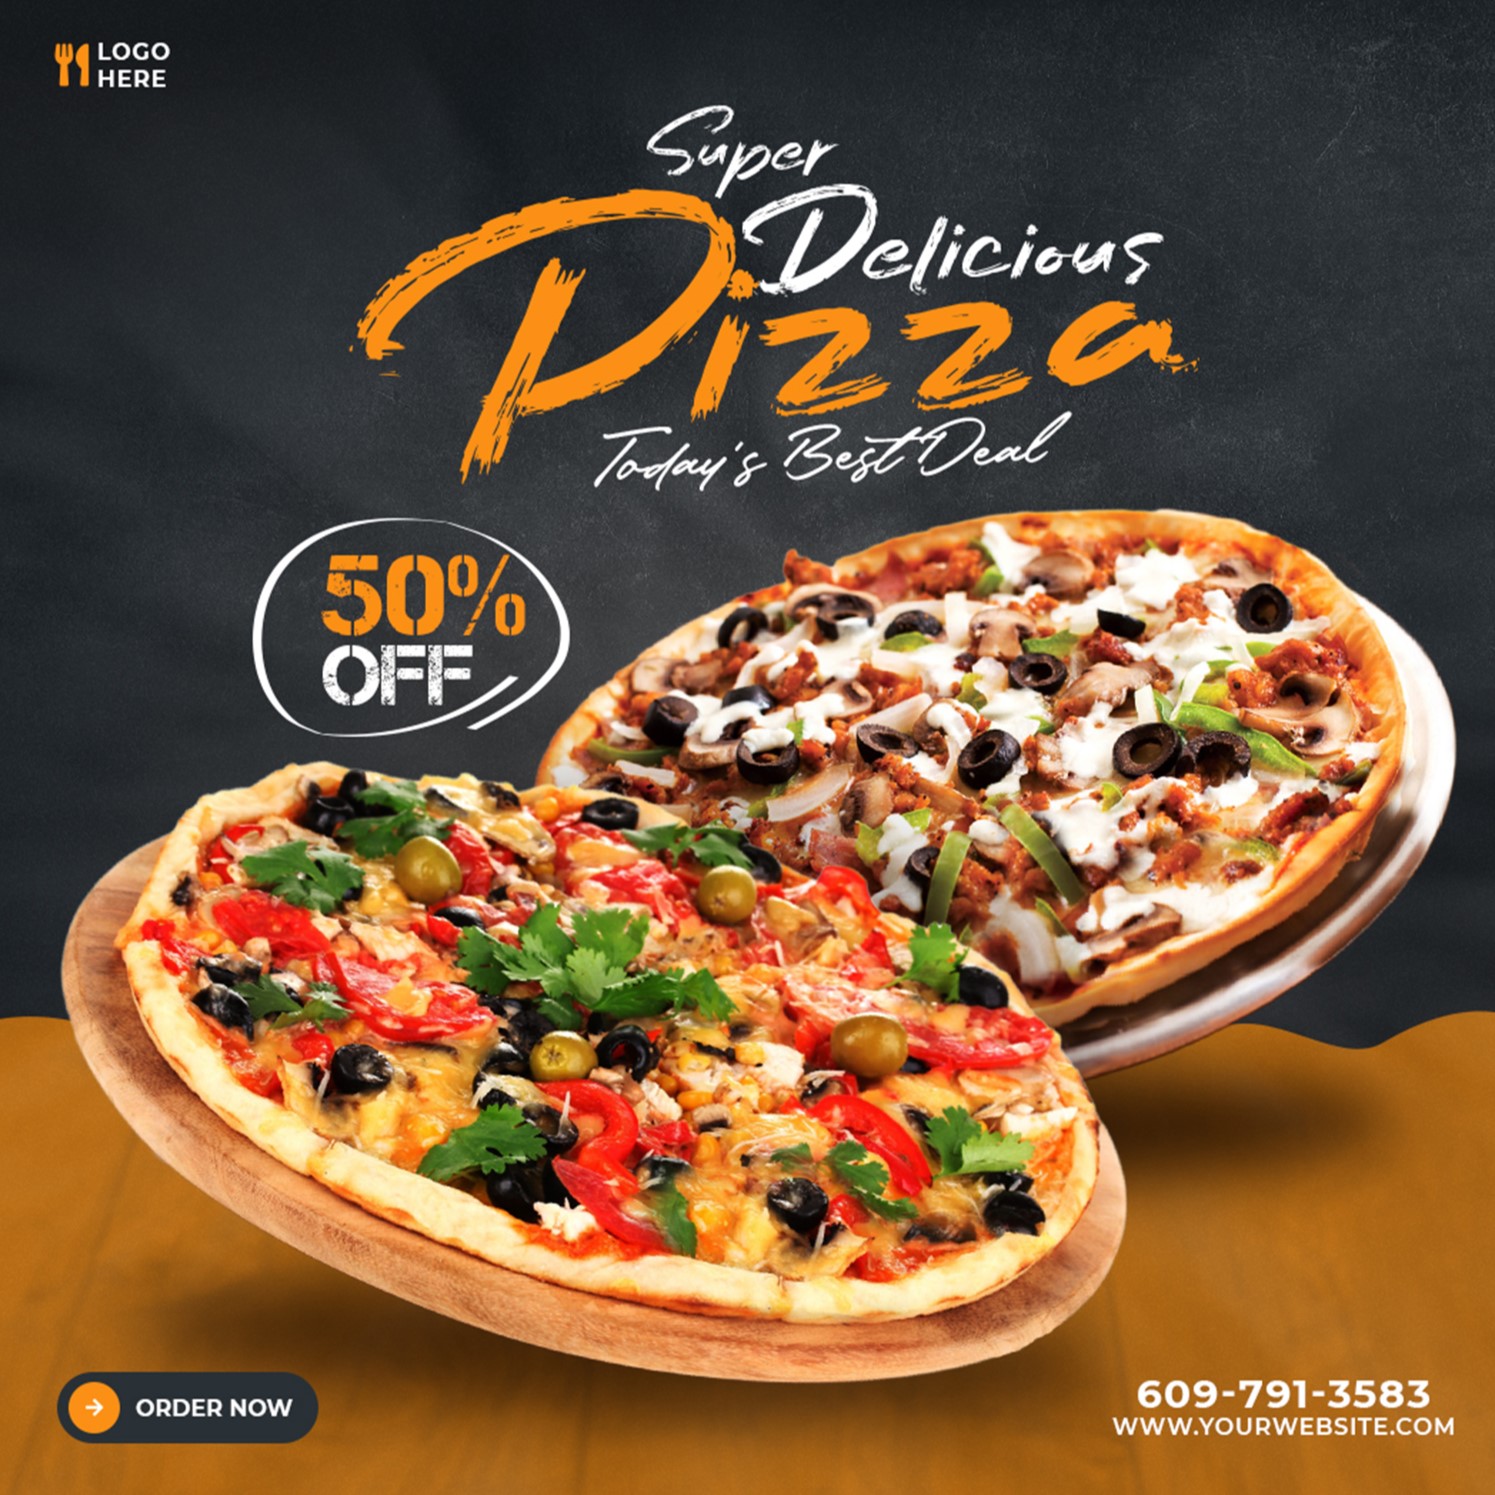 LOGO
HERE
Super
Delicious
Pizza
Today's Best Deal
50%
OFF
ORDER NOW
609-791-3583
WWW.YOURWEBSITE.COM